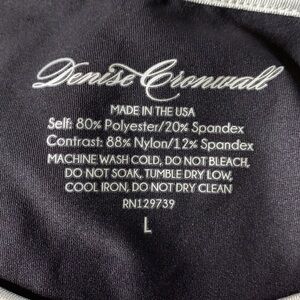 Denise Cronwall
MADE IN THE USA
Self: 80% Polyester/20% Spandex
Contrast: 88% Nylon/12% Spandex
MACHINE WASH COLD, DO NOT BLEACH,
DO NOT SOAK, TUMBLE DRY LOW,
COOL IRON, DO NOT DRY CLEAN
RN129739
L